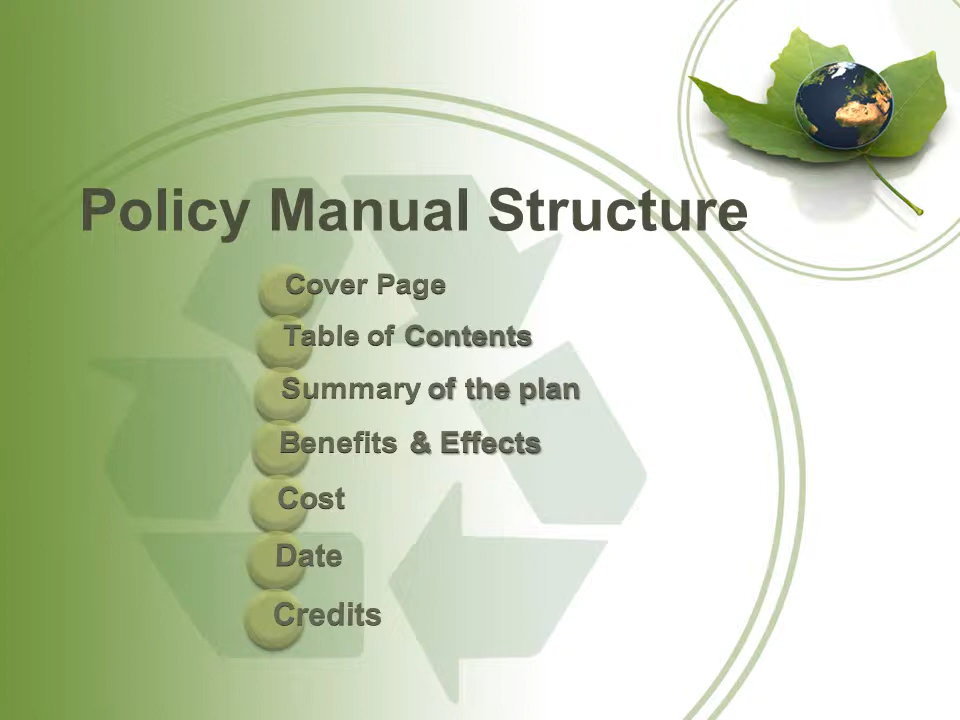 Policy Manual Structure
Cover Page
Table of Contents
Summary of the plan
Benefits & Effects
Cost
Date
Credits